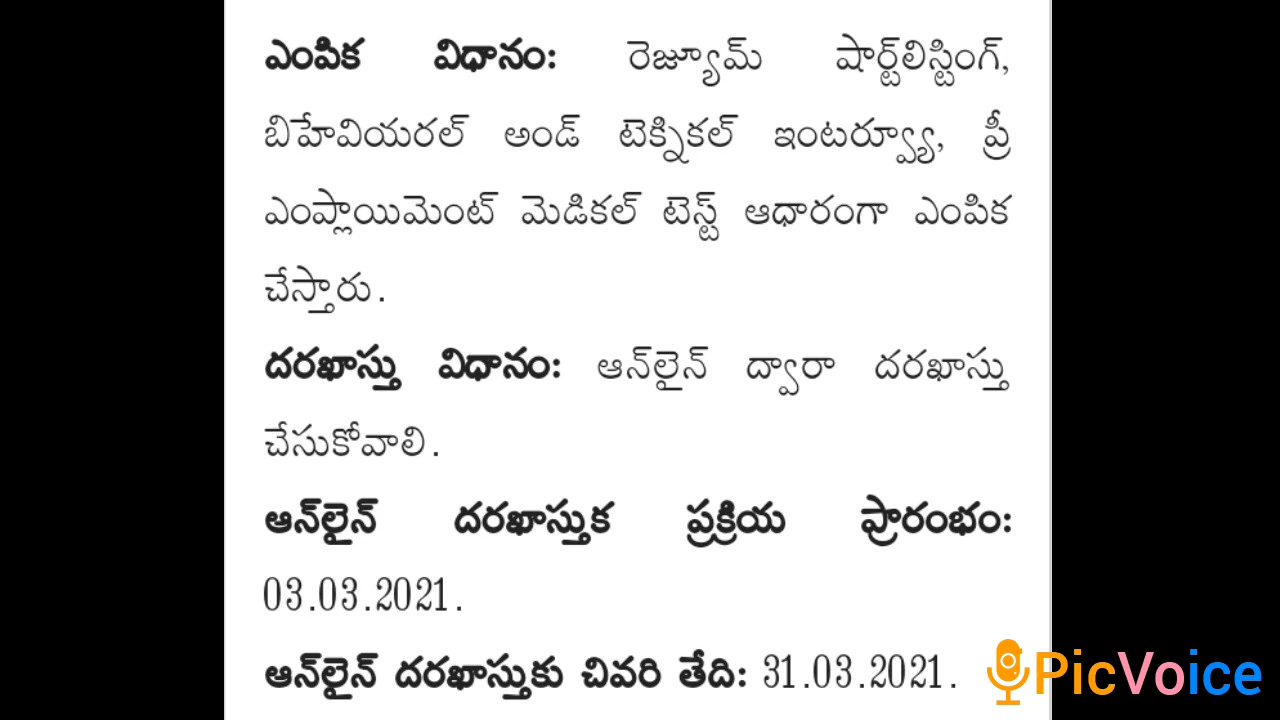 ఎంపిక విధానం: రెజ్యూమ్ షార్ట్‌లిస్టింగ్,
బిహేవియరల్ అండ్ టెక్నికల్ ఇంటర్వ్యూ, ప్రీ
ఎంప్లాయిమెంట్ మెడికల్ టెస్ట్ ఆధారంగా ఎంపిక
చేస్తారు.
దరఖాస్తు విధానం: ఆన్‌లైన్ ద్వారా దరఖాస్తు
చేసుకోవాలి.
ఆన్‌లైన్ దరఖాస్తుక ప్రక్రియ ప్రారంభం:
03.03.2021.
ఆన్‌లైన్ దరఖాస్తుకు చివరి తేది: 31.03.2021.
PicVoice